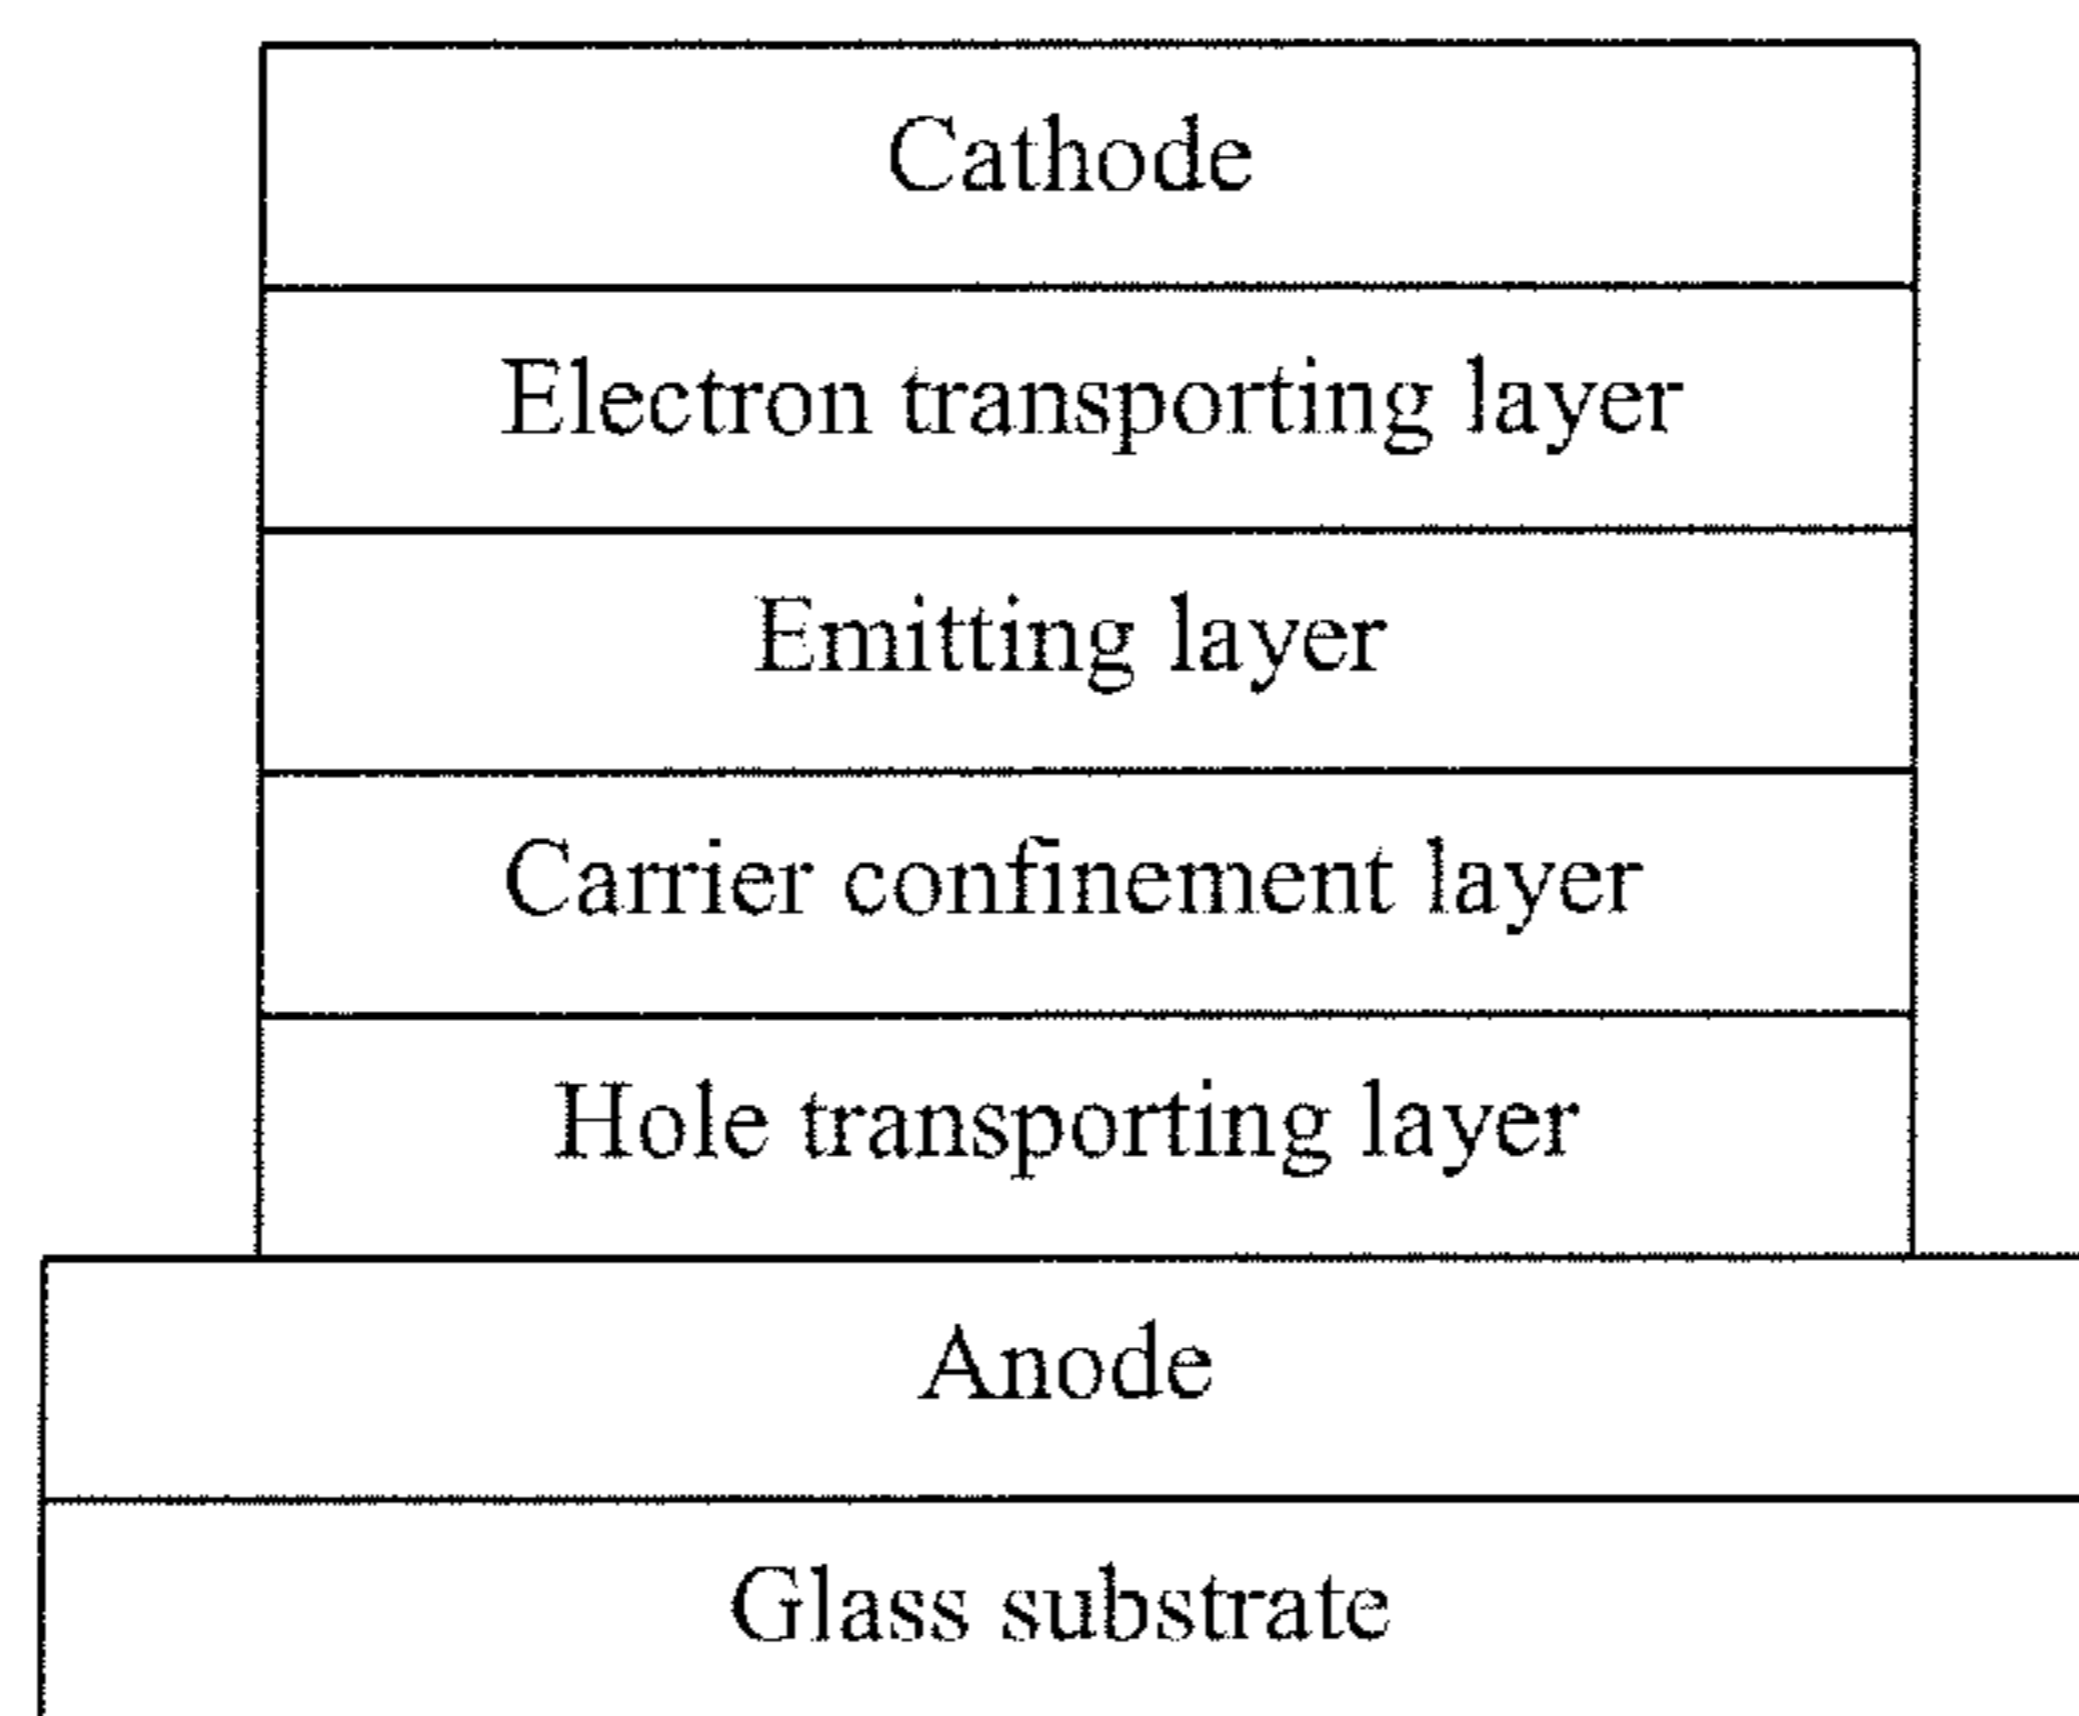 Cathode
Electron transporting layer
Emitting layer
Carrier confinement layer
Hole transporting layer
Anode
Glass substrate